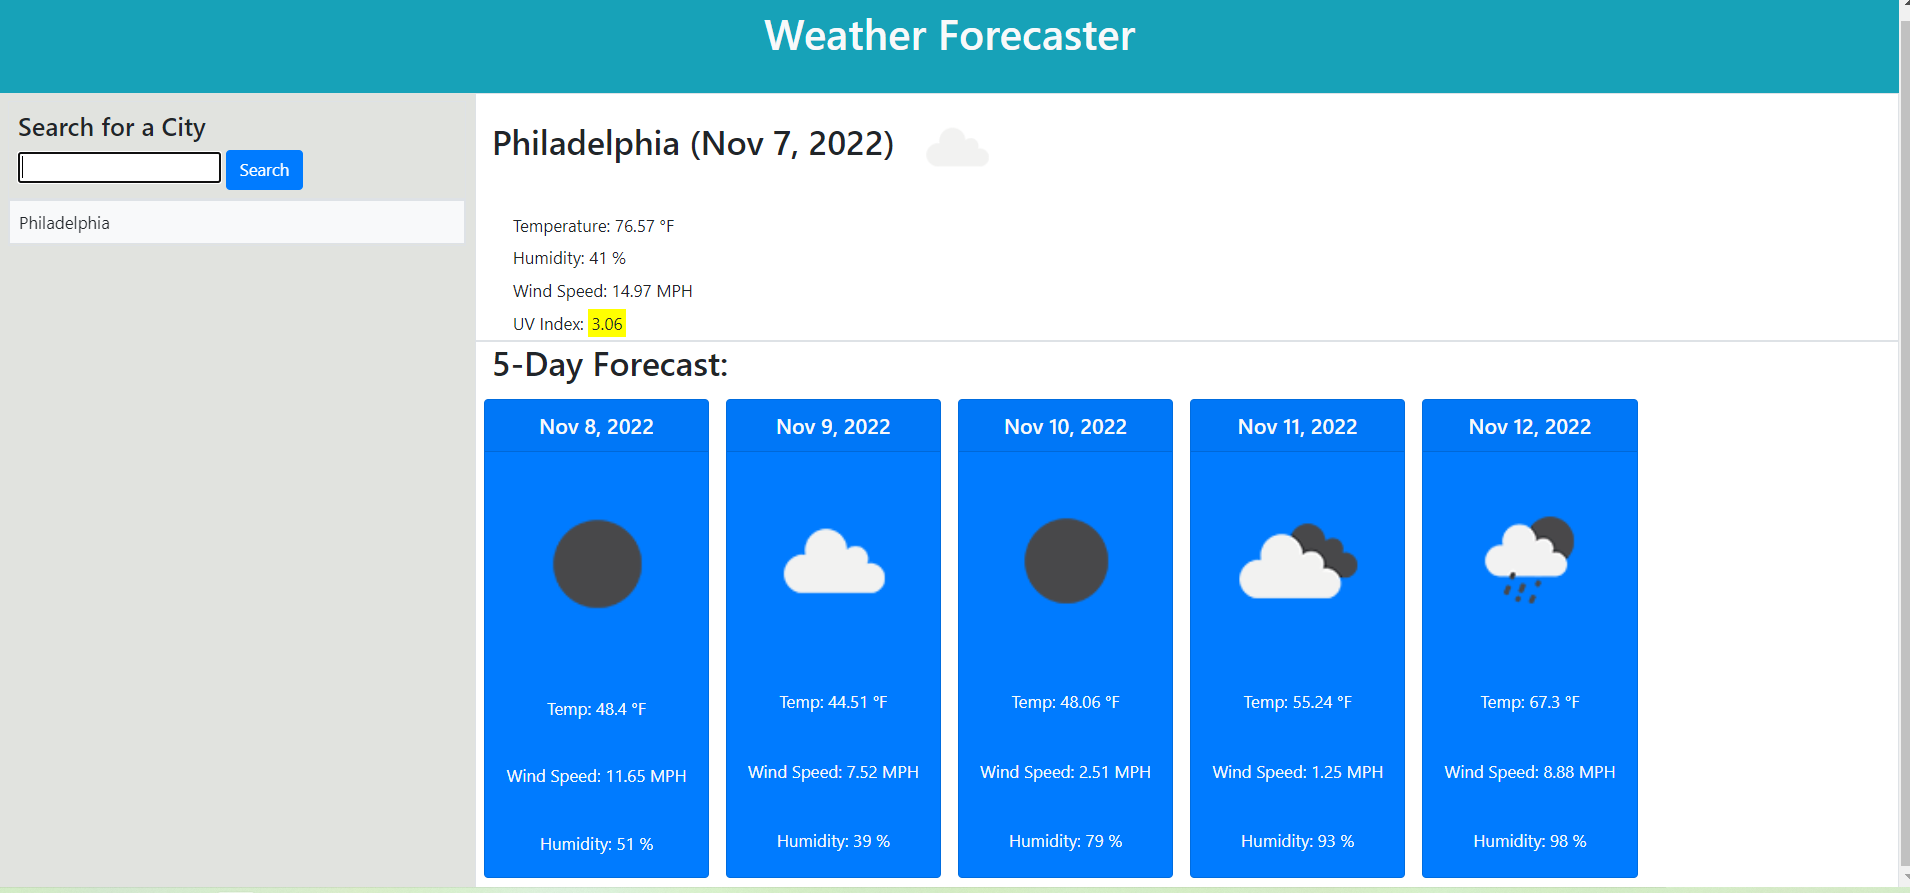 Weather Forecaster
Search for a City
Search
Philadelphia
Philadelphia (Nov 7, 2022)
Temperature: 76.57 °F
Humidity: 41 %
Wind Speed: 14.97 MPH
UV Index: 3.06
5-Day Forecast:
Nov 8, 2022
Temp: 48.4 °F
Wind Speed: 11.65 MPH
Humidity: 51 %
Nov 9, 2022
Temp: 44.51 °F
Wind Speed: 7.52 MPH
Humidity: 39 %
Nov 10, 2022
Temp: 48.06 °F
Wind Speed: 2.51 MPH
Humidity: 79 %
Nov 11, 2022
Temp: 55.24 °F
Wind Speed: 1.25 MPH
Humidity: 93 %
Nov 12, 2022
Temp: 67.3 °F
Wind Speed: 8.88 MPH
Humidity: 98 %